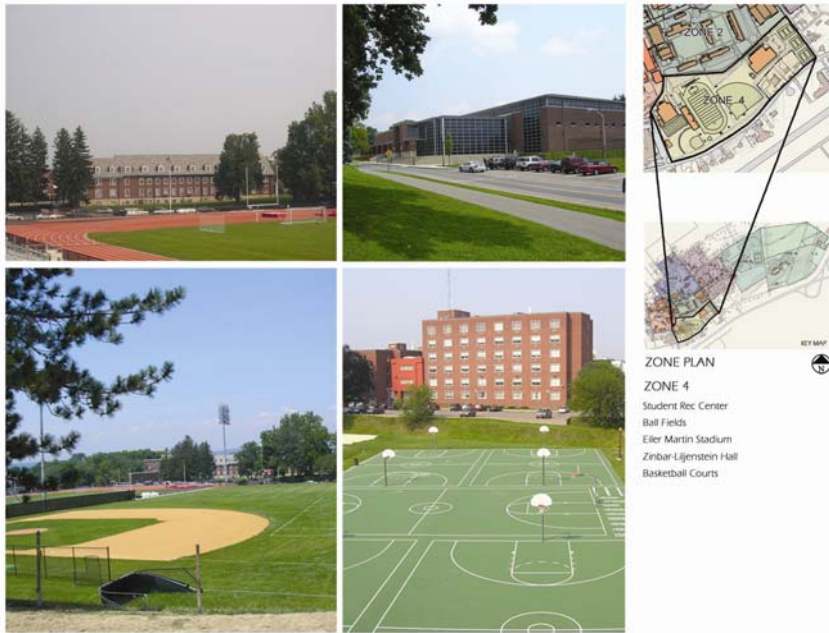 ZONE 2
ZONE 4
KEY MAP
ZONE PLAN
N
ZONE 4
Student Rec Center
Ball Fields
Eiler Martin Stadium
Zinbar-Liljenstein Hall
Basketball Courts